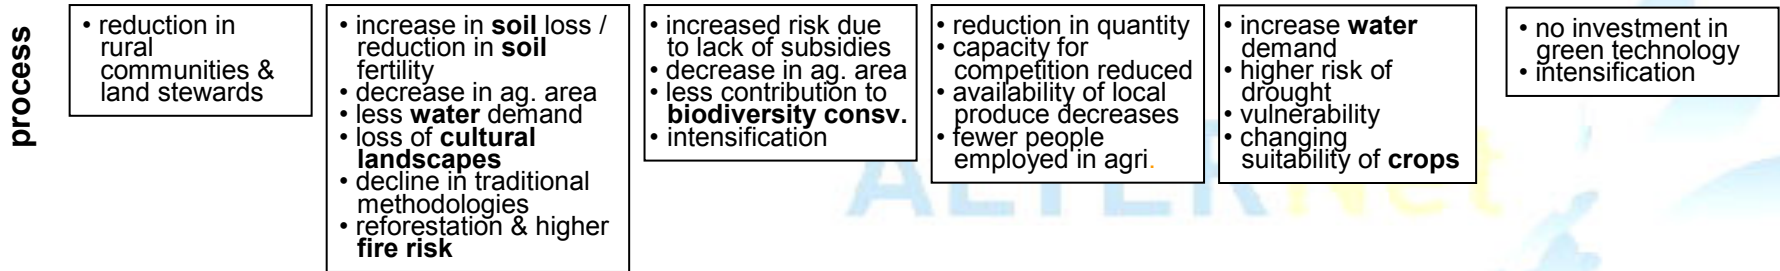 process
• reduction in
rural
communities &
land stewards
• increase in soil loss /
reduction in soil
fertility
• decrease in ag. area
• less water demand
• loss of cultural
landscapes
• decline in traditional
methodologies
• reforestation & higher
fire risk
• increased risk due
to lack of subsidies
• decrease in ag. area
• less contribution to
biodiversity consv.
• intensification
• reduction in quantity
• capacity for
competition reduced
• availability of local
produce decreases
• fewer people
employed in agri.
• increase water
demand
• higher risk of
drought
• vulnerability
• changing
suitability of crops
• no investment in
green technology
• intensification
ALTERNet